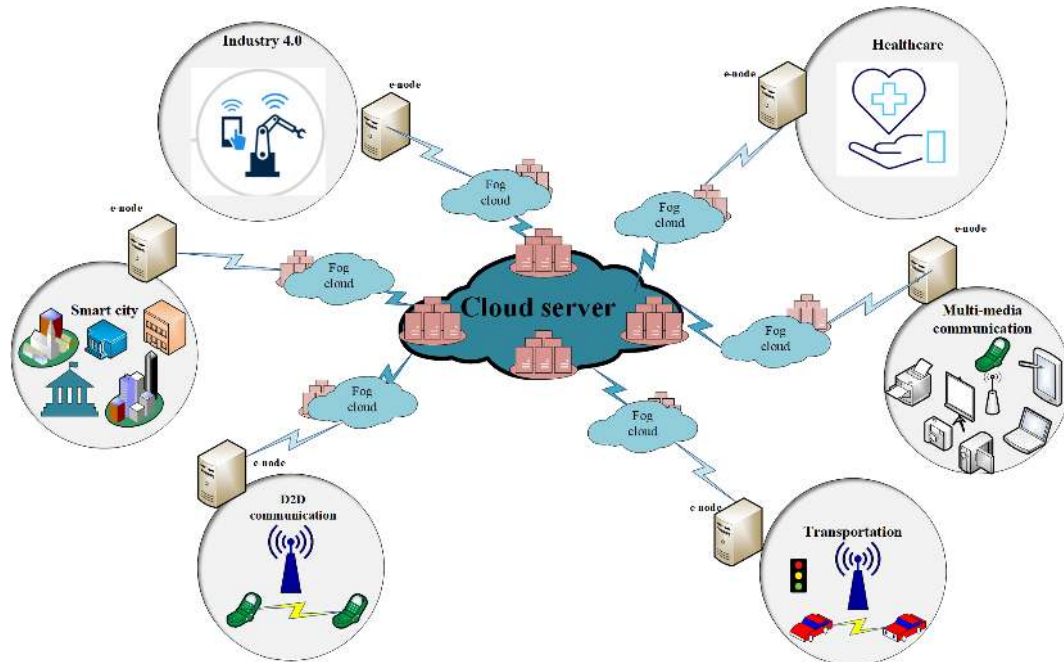 Industry 4.0
Healthcare
e-node
e-node
Fog
cloud
Fog
cloud
e-node
e-node
Fog
cloud
Cloud server
Fog
cloud
Smart city
Multi-media
communication
Fog
cloud
Fog
cloud
e-node
D2D
communication
e-node
Transportation